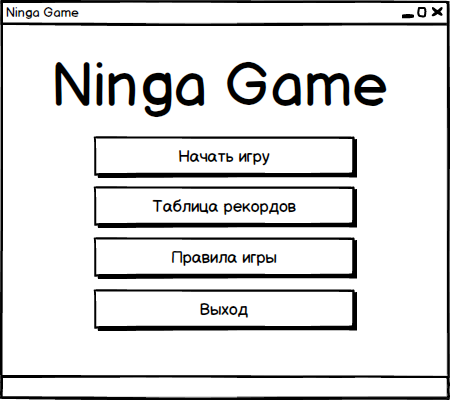 Ninga Game
Ninga Game
Начать игру
Таблица рекордов
Правила игры
Выход